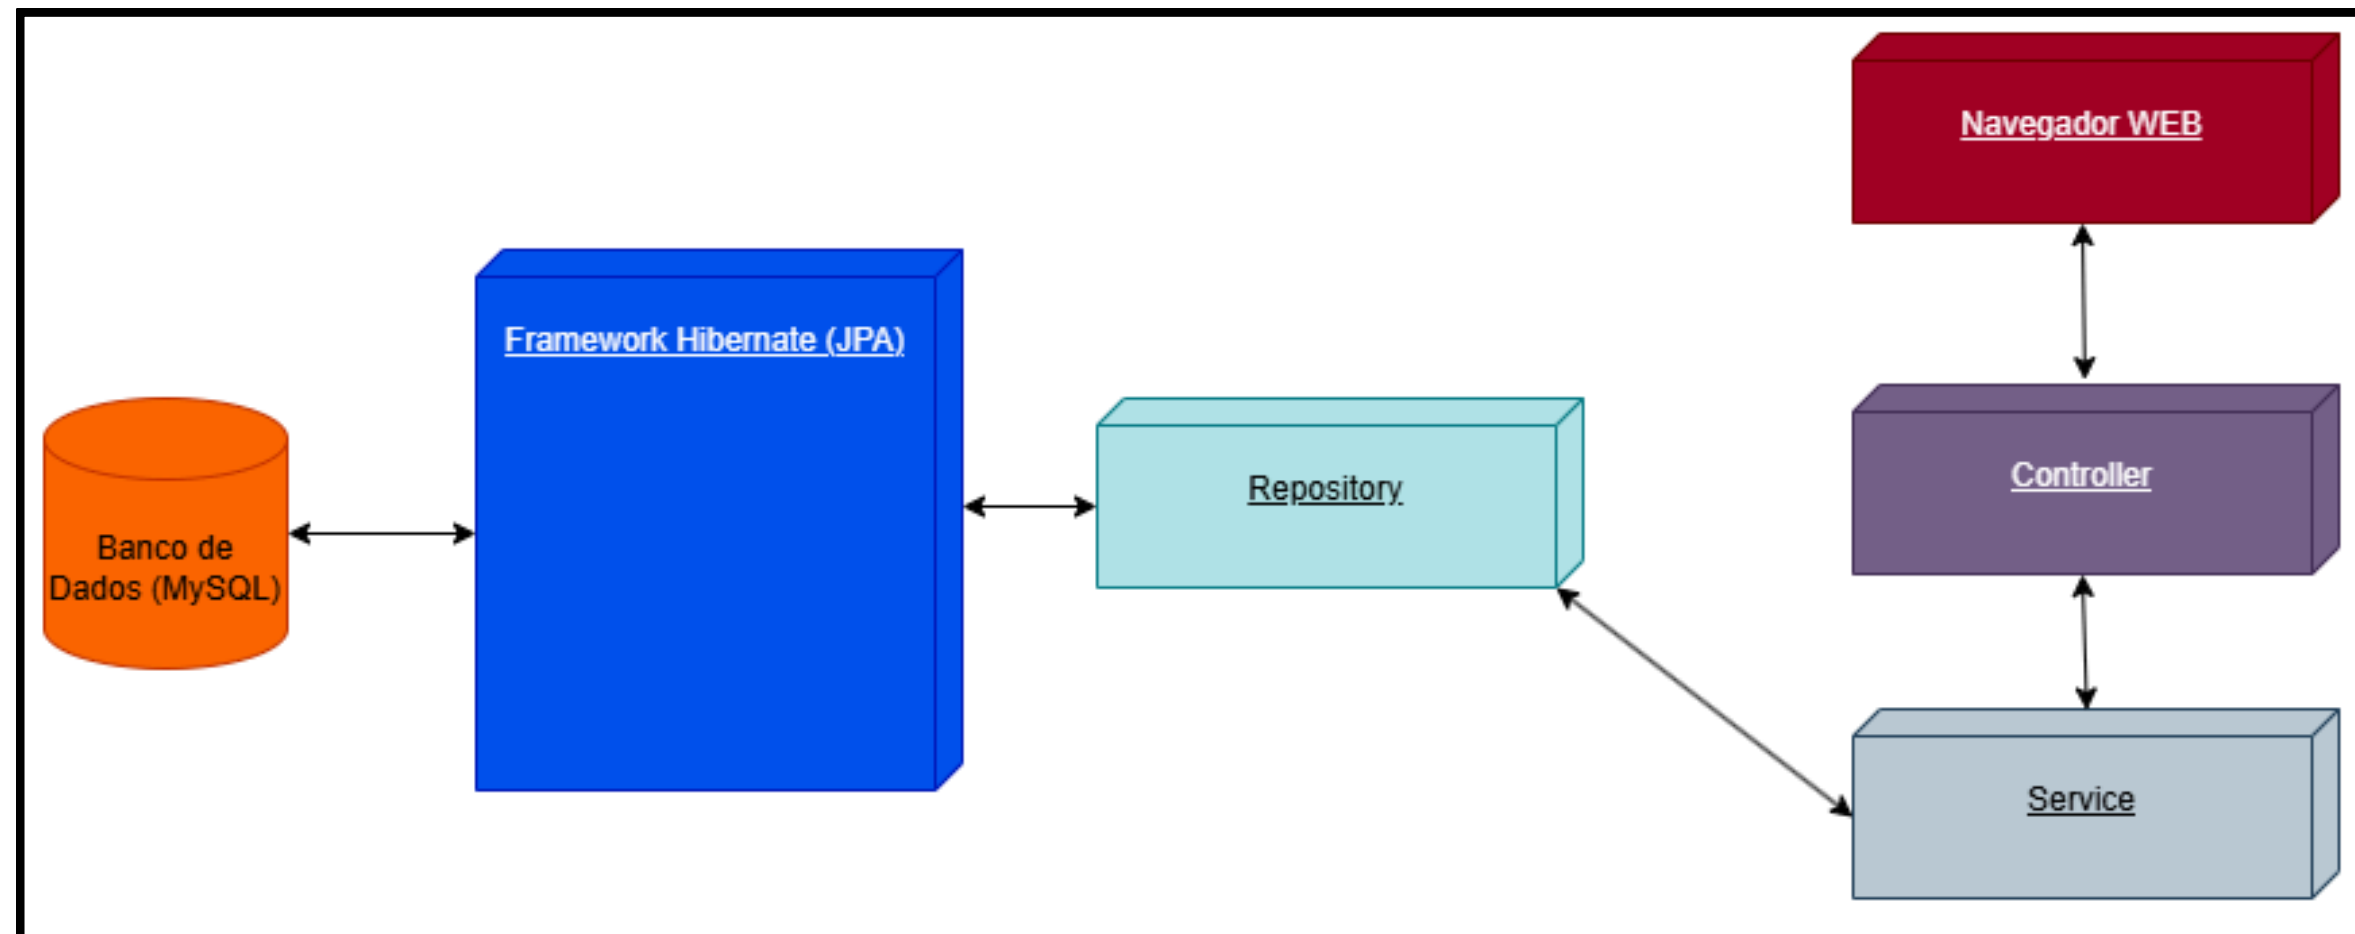 Navegador WEB
Framework Hibernate (JPA)
Controller
Repository
Banco de
Dados (MySQL)
Service